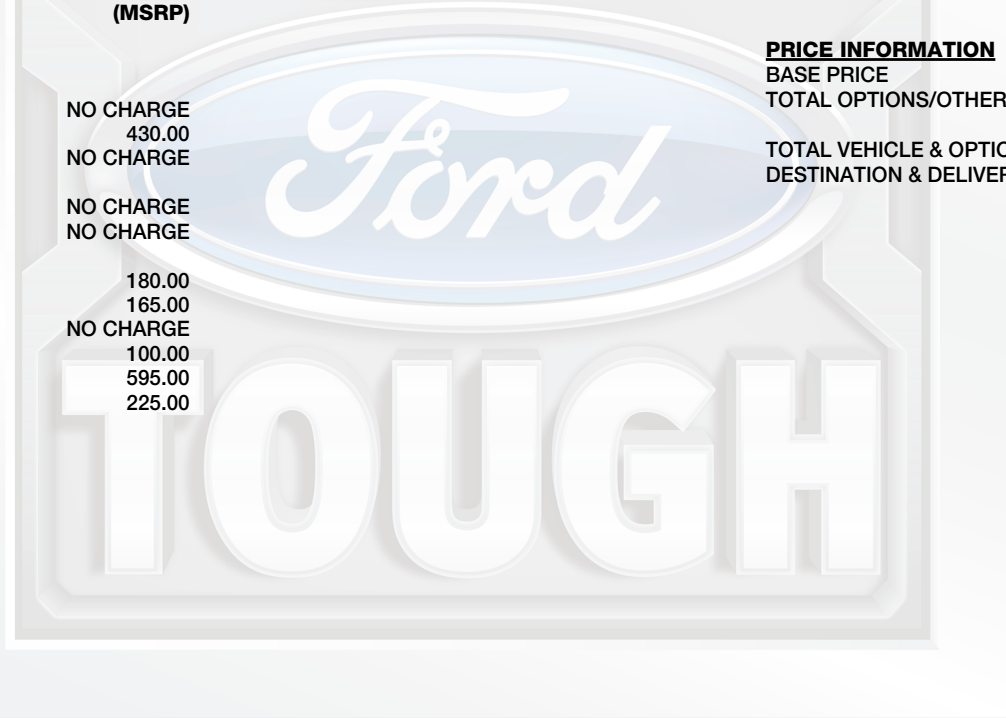 (MSRP)
NO CHARGE
430.00
NO CHARGE
NO CHARGE
NO CHARGE
180.00
165.00
NO CHARGE
100.00
595.00
225.00
PRICE INFORMATION
BASE PRICE
TOTAL OPTIONS/OTHER
TOTAL VEHICLE & OPTIO
DESTINATION & DELIVER
Ford
TOUGH